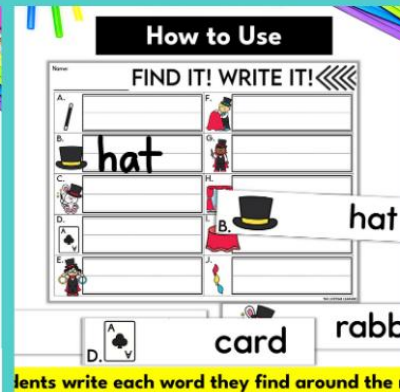 How to Use
Name:
FIND IT! WRITE IT!
A.
F.
B. hat
G.
C.
H.
D.
A
I.
B. hat
E.
J.
D. A card
A
rabb
dents write each word they find around the